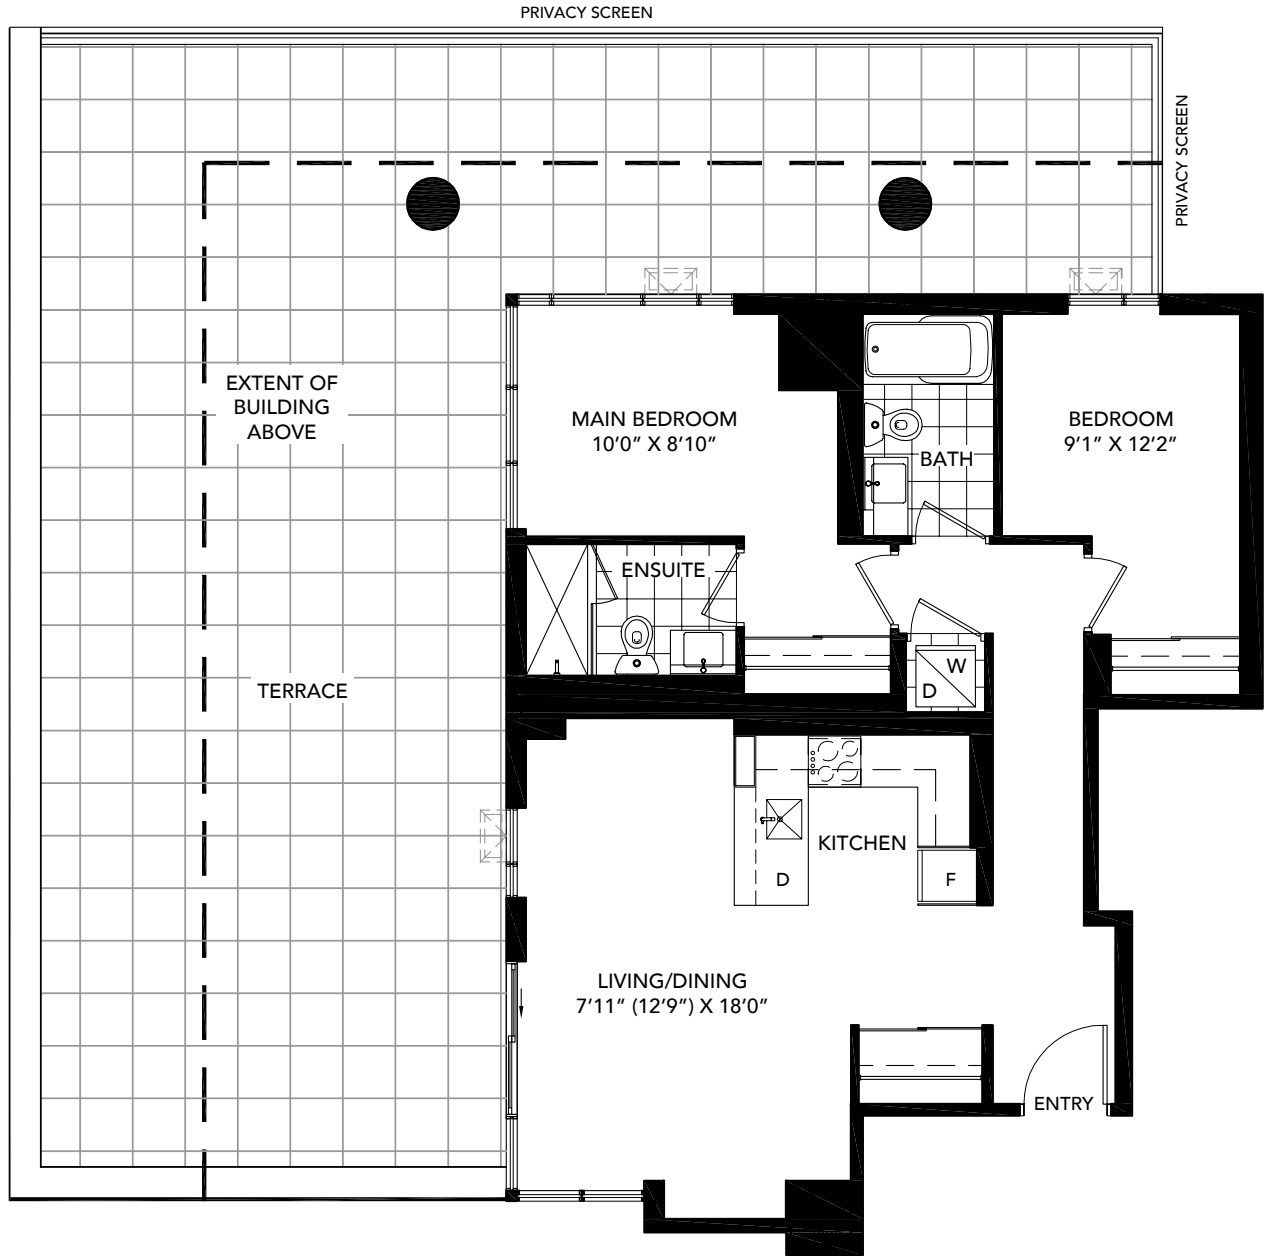 PRIVACY SCREEN
PRIVACY SCREEN
EXTENT OF
BUILDING
ABOVE
MAIN BEDROOM
10'0" X 8'10"
BATH
BEDROOM
9'1" X 12'2"
ENSUITE
W
D
TERRACE
KITCHEN
D
F
LIVING/DINING
7'11" (12'9") X 18'0"
ENTRY